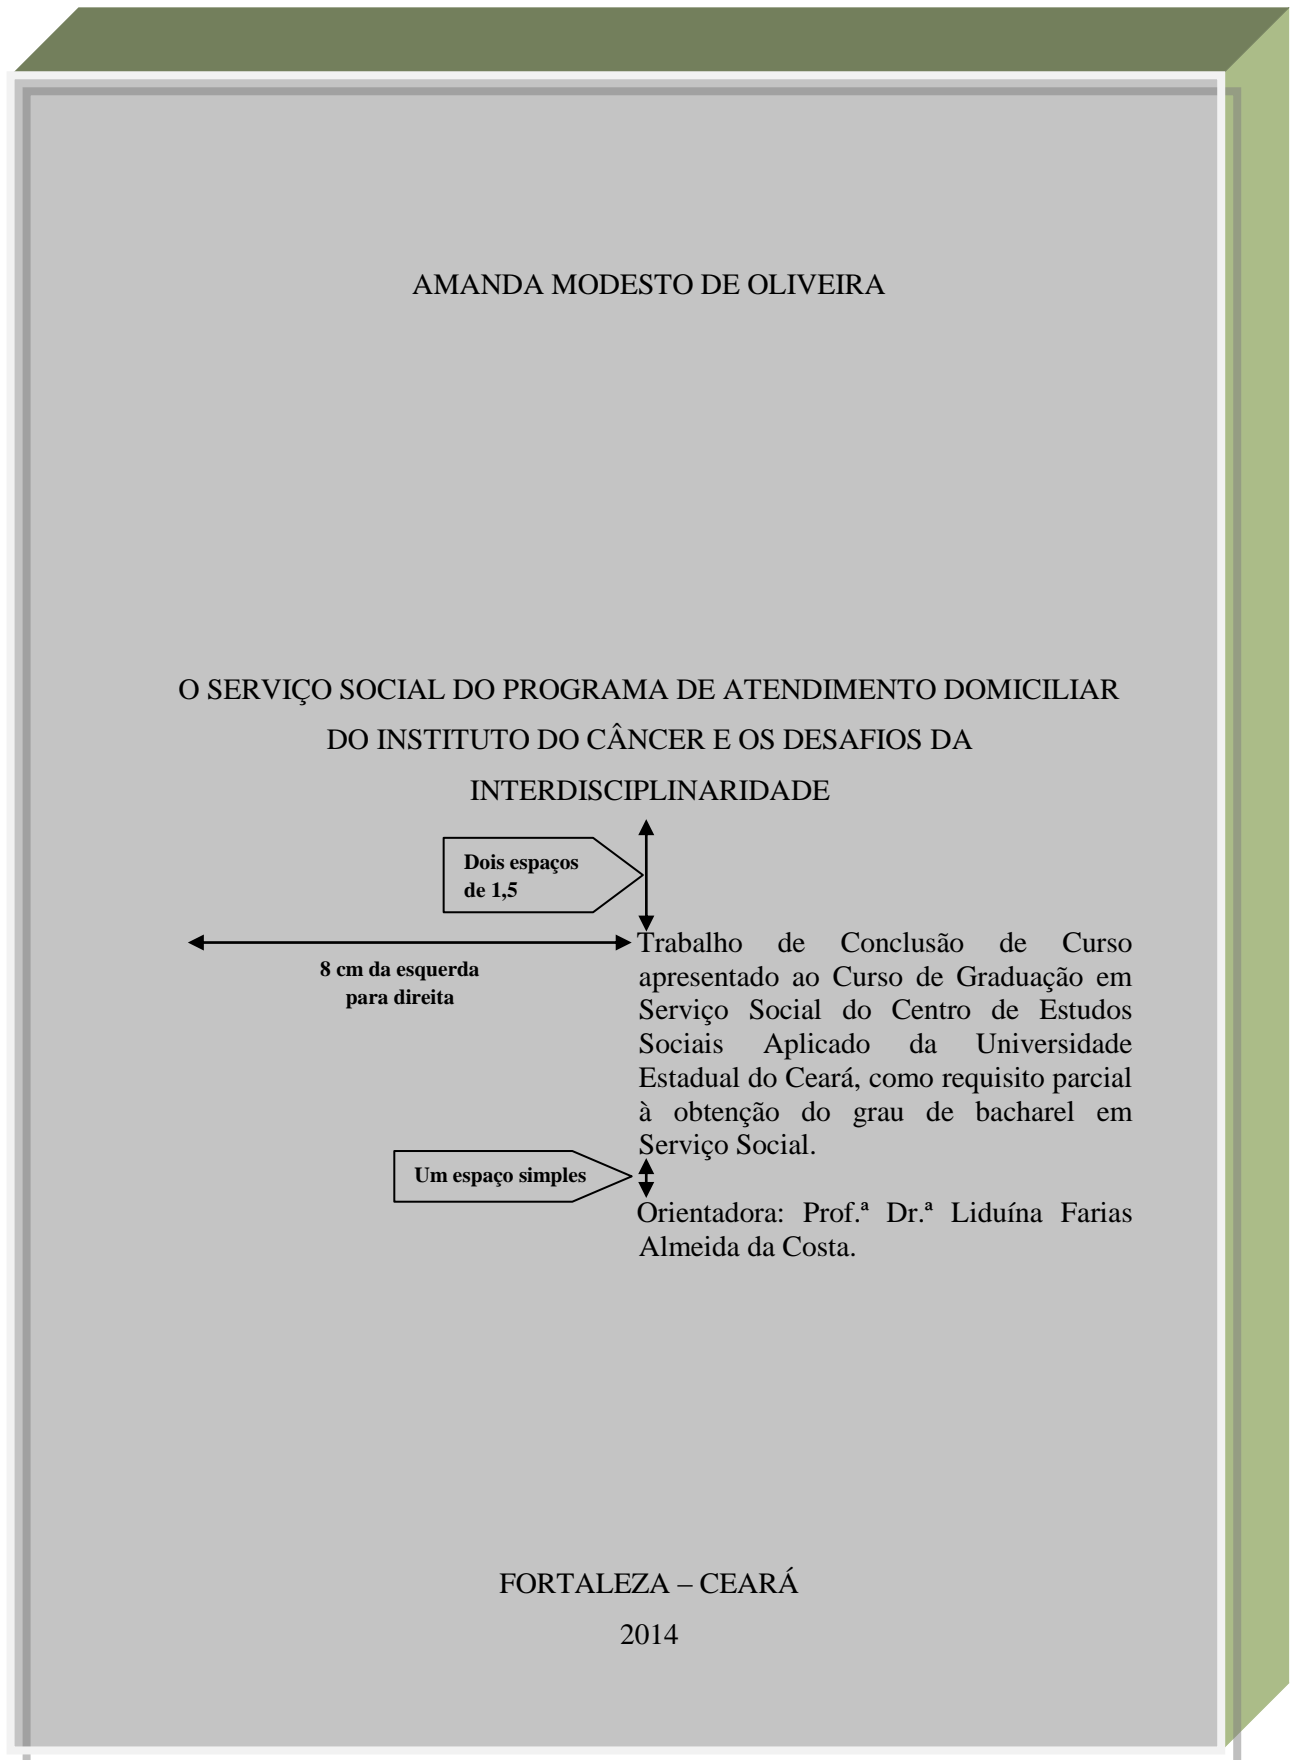 AMANDA MODESTO DE OLIVEIRA
O SERVIÇO SOCIAL DO PROGRAMA DE ATENDIMENTO DOMICILIAR
DO INSTITUTO DO CÂNCER E OS DESAFIOS DA
INTERDISCIPLINARIDADE
Dois espaços
de 1,5
8 cm da esquerda
para direita
Trabalho de Conclusão de Curso
apresentado ao Curso de Graduação em
Serviço Social do Centro de Estudos
Sociais Aplicado da Universidade
Estadual do Ceará, como requisito parcial
à obtenção do grau de bacharel em
Serviço Social.
Um espaço simples
Orientadora: Prof.ª Dr.ª Liduína Farias
Almeida da Costa.
FORTALEZA – CEARÁ
2014